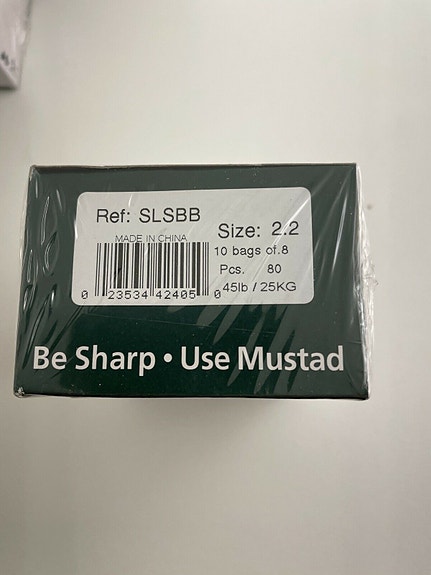 Ref: SLSBB
Size: 2.2
MADE IN CHINA
10 bags of 8
Pcs. 80
45lb / 25KG
0 23534 42405 0
Be Sharp • Use Mustad